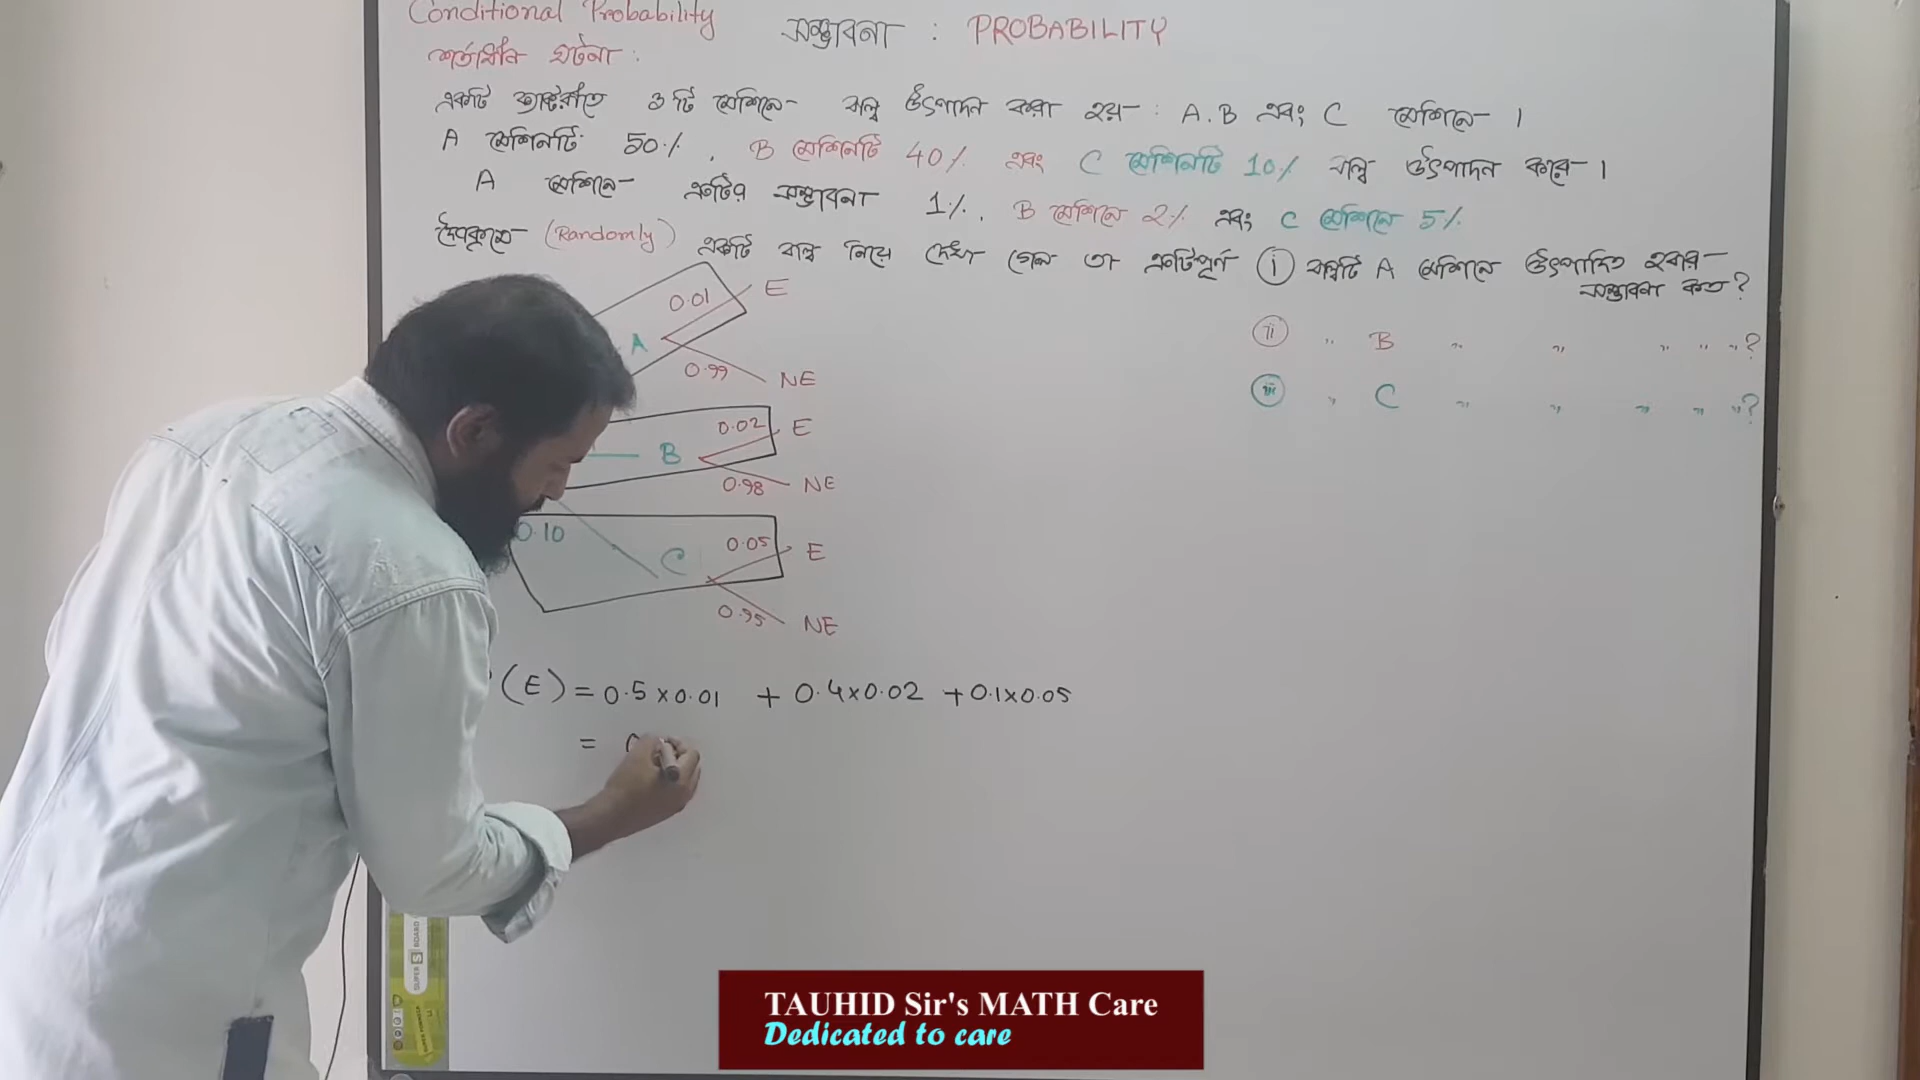 Conditional Probability সম্ভাবনা : PROBABILITY
শর্তাধীন ঘটনা :
একটি ফ্যাক্টরীতে ৩ টি মেশিনে বাল্ব উৎপাদন করা হয় : A. B এবং C মেশিনে ।
A মেশিনটি 50%. B মেশিনটি 40% এবং C মেশিনটি 10% বাল্ব উৎপাদন করে ।
A মেশিনে ত্রুটির সম্ভাবনা 1%. B মেশিনে 2% এবং C মেশিনে 5%
দৈবক্রমে (Randomly) একটি বাল্ব নিয়ে দেখা গেল তা ত্রুটিপূর্ণ (i) বাল্বটি A মেশিনে উৎপাদিত হবার
সম্ভাবনা কত?
(ii) " B " " " " "?
(iii) " C " " " " "?
0.01 E
A
0.99 NE
0.02 E
B
0.98 NE
0.10 0.05 E
C
0.95 NE
(E) = 0.5×0.01 + 0.4×0.02 + 0.1×0.05
= 0
SUPER S BOARD
TAUHID Sir's MATH Care
Dedicated to care